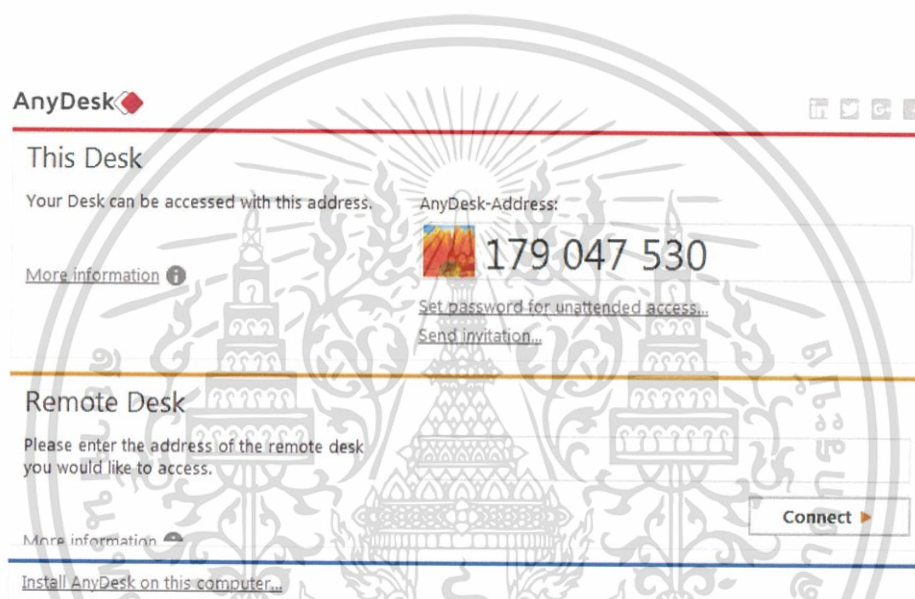 AnyDesk
This Desk
Your Desk can be accessed with this address.
More information
AnyDesk-Address:
179 047 530
Set password for unattended access...
Send invitation...
Remote Desk
Please enter the address of the remote desk
you would like to access.
More information
Connect
Install AnyDesk on this computer...